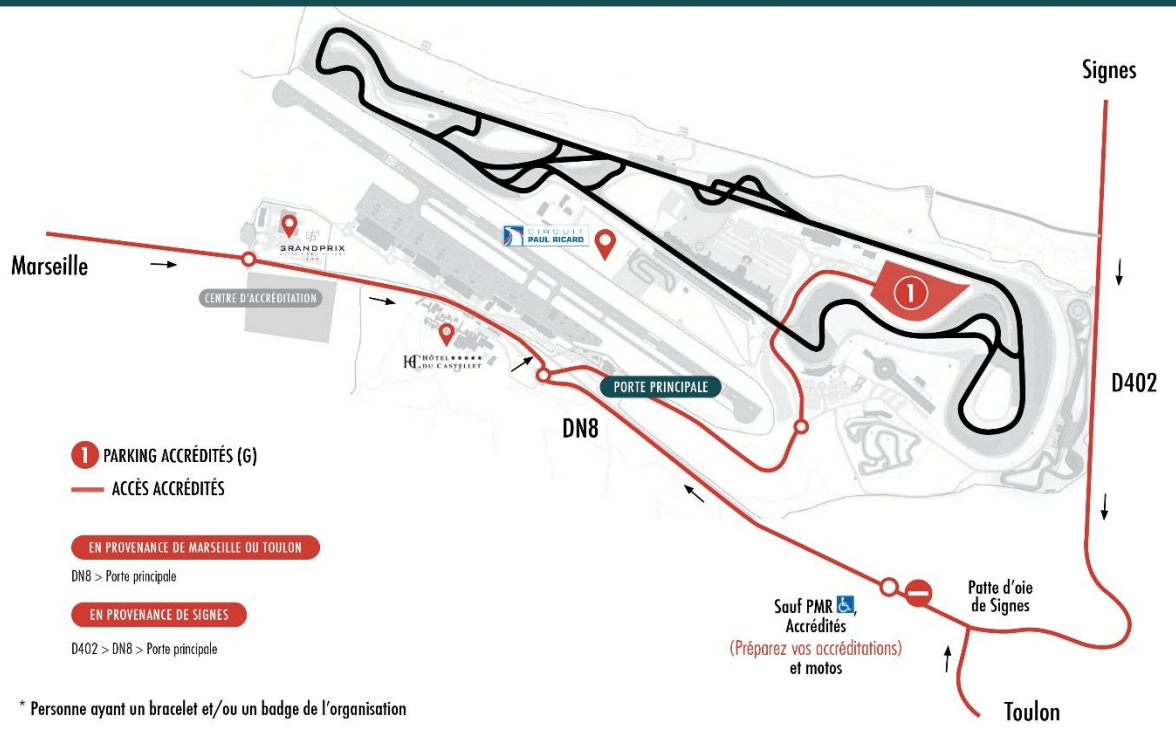 Signes
CIRCUIT
PAUL RICARD
GRANDPRIX
Marseille
CENTRE D'ACCRÉDITATION
1
HÔTEL★★★★★
DU CASTELLET
PORTE PRINCIPALE
D402
DN8
1 PARKING ACCRÉDITÉS (G)
ACCÈS ACCRÉDITÉS
EN PROVENANCE DE MARSEILLE OU TOULON
DN8 > Porte principale
EN PROVENANCE DE SIGNES
D402 > DN8 > Porte principale
Patte d'oie
de Signes
Sauf PMR ♿,
Accrédités
(Préparez vos accréditations)
et motos
Toulon
* Personne ayant un bracelet et/ou un badge de l'organisation